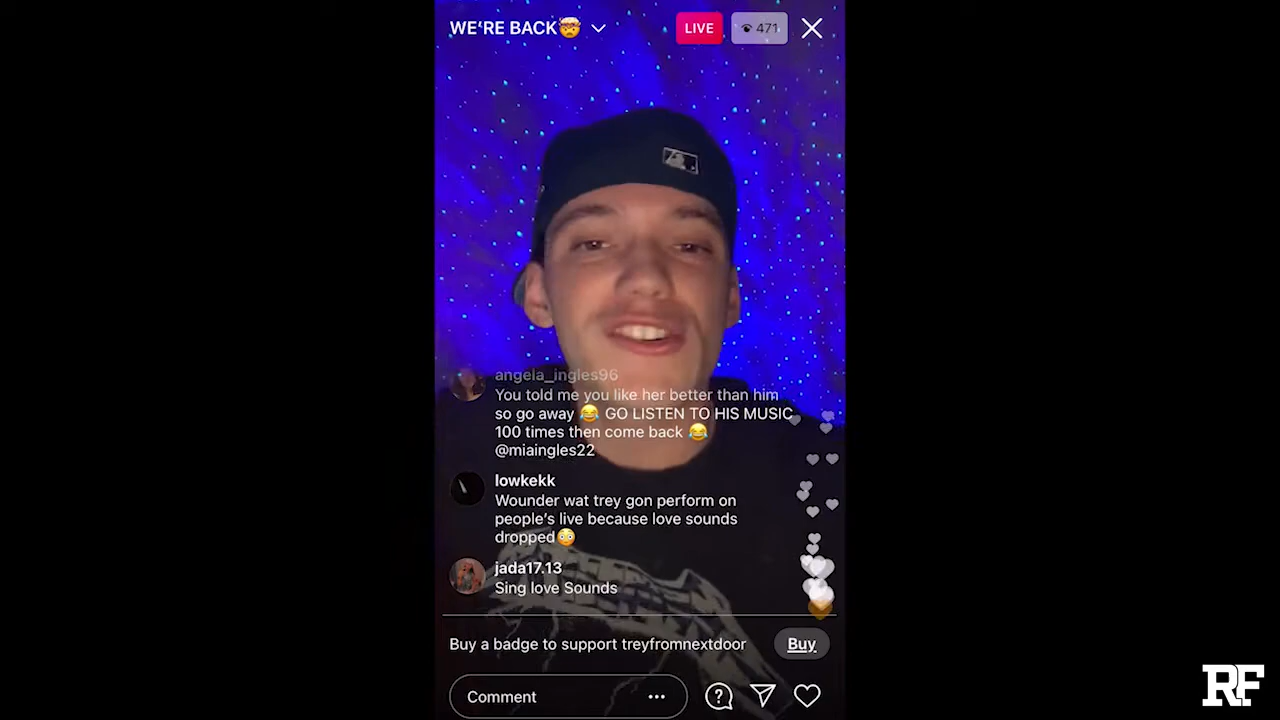 WE'RE BACK🤯
LIVE
471
angela_ingles96
You told me you like her better than him
so go away 😂 GO LISTEN TO HIS MUSIC
100 times then come back 😂
@miaingles22
lowkekk
Wounder wat trey gon perform on
people's live because love sounds
dropped😳
jada17.13
Sing love Sounds
Buy a badge to support treyfromnextdoor
Buy
Comment
RF